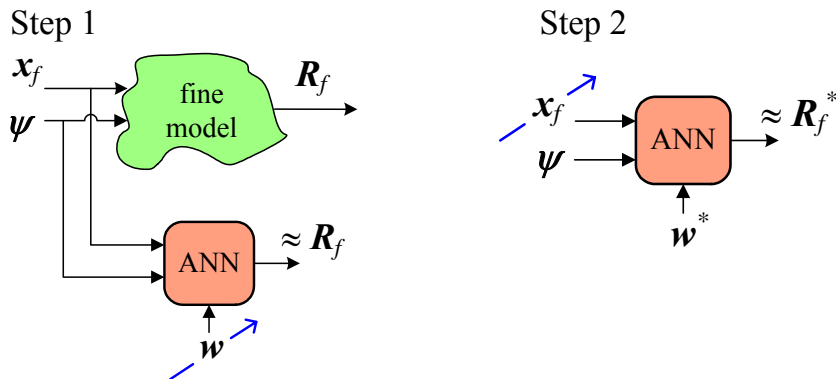 Step 1
x_f
ψ
fine
model
R_f
ANN
≈ R_f
w
Step 2
x_f
ψ
ANN
≈ R_f^*
w^*